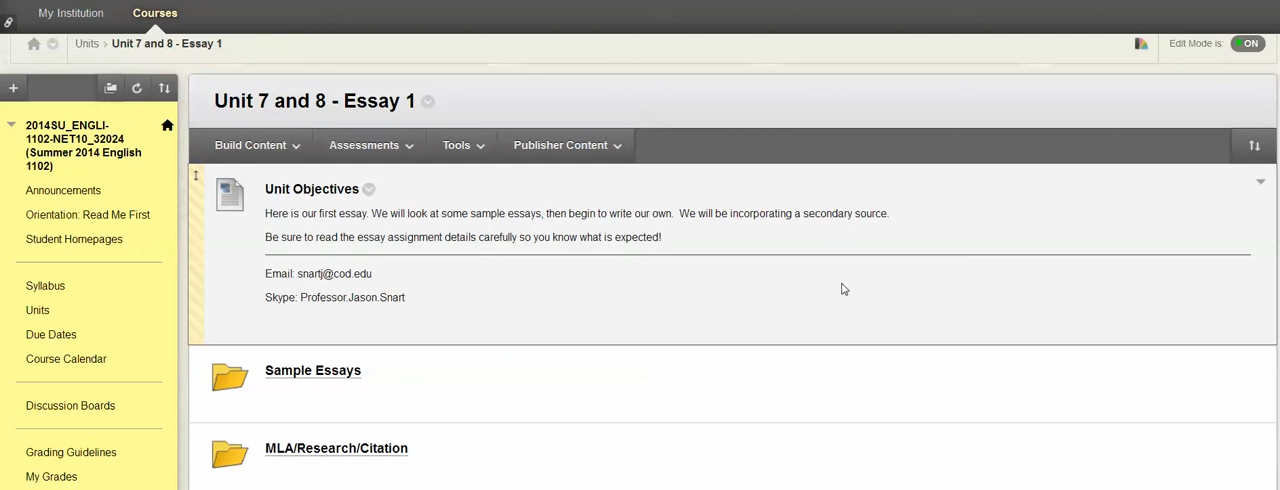 My Institution
Courses
Units > Unit 7 and 8 - Essay 1
Edit Mode is:
ON
2014SU_ENGLI-
1102-NET10_32024
(Summer 2014 English
1102)
Announcements
Orientation: Read Me First
Student Homepages
Syllabus
Units
Due Dates
Course Calendar
Discussion Boards
Grading Guidelines
My Grades
Unit 7 and 8 - Essay 1
Build Content
Assessments
Tools
Publisher Content
Unit Objectives
Here is our first essay. We will look at some sample essays, then begin to write our own. We will be incorporating a secondary source.
Be sure to read the essay assignment details carefully so you know what is expected!
Email: snartj@cod.edu
Skype: Professor.Jason.Snart
Sample Essays
MLA/Research/Citation